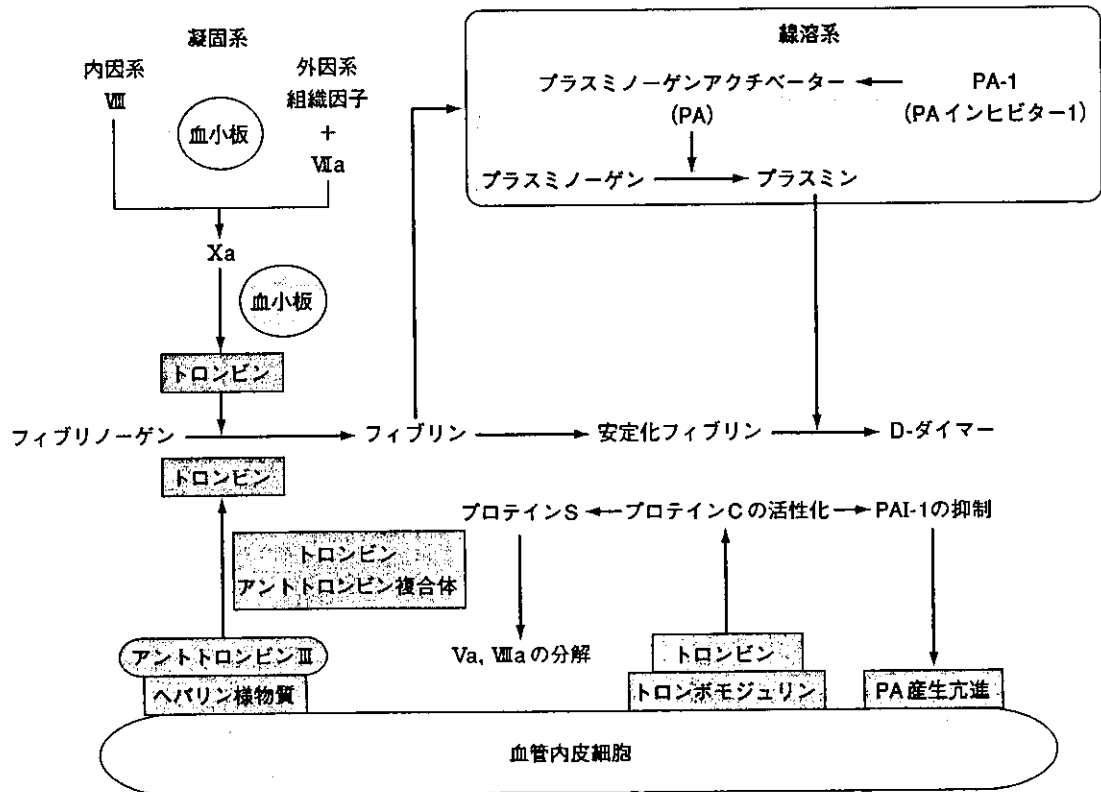 凝固系
内因系
Ⅷ
外因系
組織因子
+
Ⅶa
血小板
Ⅹa
血小板
トロンビン
線溶系
プラスミノーゲンアクチベーター
(PA)
PA-1
(PAインヒビター1)
プラスミノーゲン
プラスミン
フィブリノーゲン
フィブリン
安定化フィブリン
D-ダイマー
トロンビン
トロンビン
アントトロンビン複合体
アントトロンビンⅢ
ヘパリン様物質
プロテインS
プロテインCの活性化
PAI-1の抑制
Va, Ⅷaの分解
トロンビン
トロンボモジュリン
PA産生亢進
血管内皮細胞